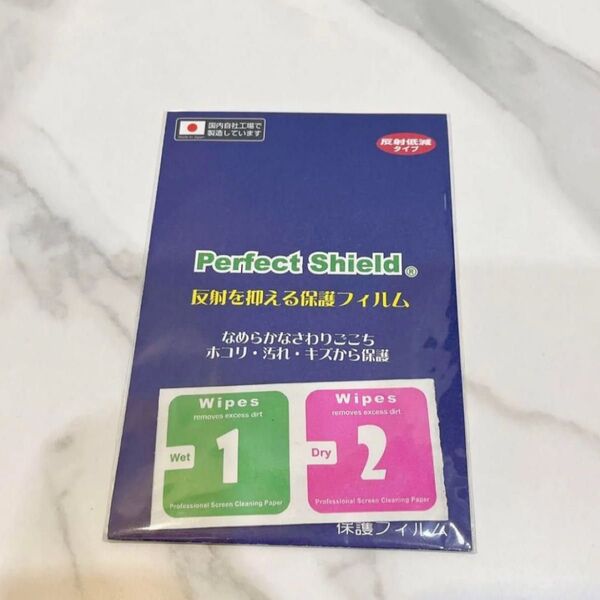 国内自社工場で
製造しています
Made in Japan
反射低減
タイプ
Perfect Shield®
反射を抑える保護フィルム
なめらかなさわりごこち
ホコリ・汚れ・キズから保護
Wipes
removes excess dirt
Wet
1
Professional Screen Cleaning Paper
Wipes
removes excess dirt
Dry
2
Professional Screen Cleaning Paper
保護フィルム